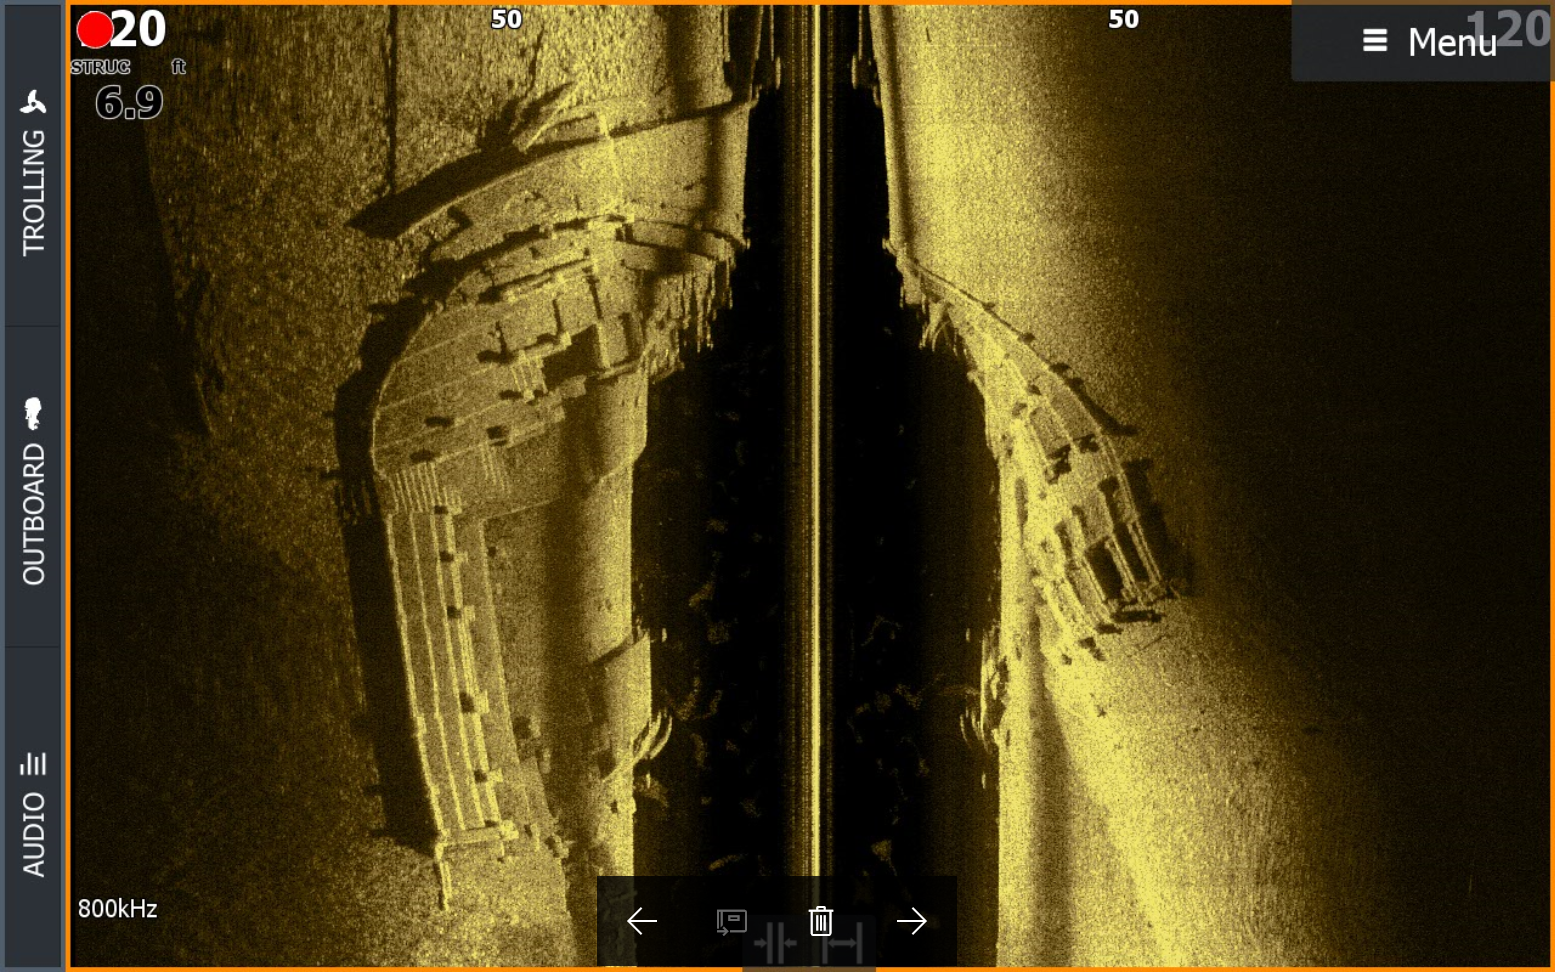 TROLLING
OUTBOARD
AUDIO
20
STRUC ft
6.9
50
50
120
Menu
800kHz